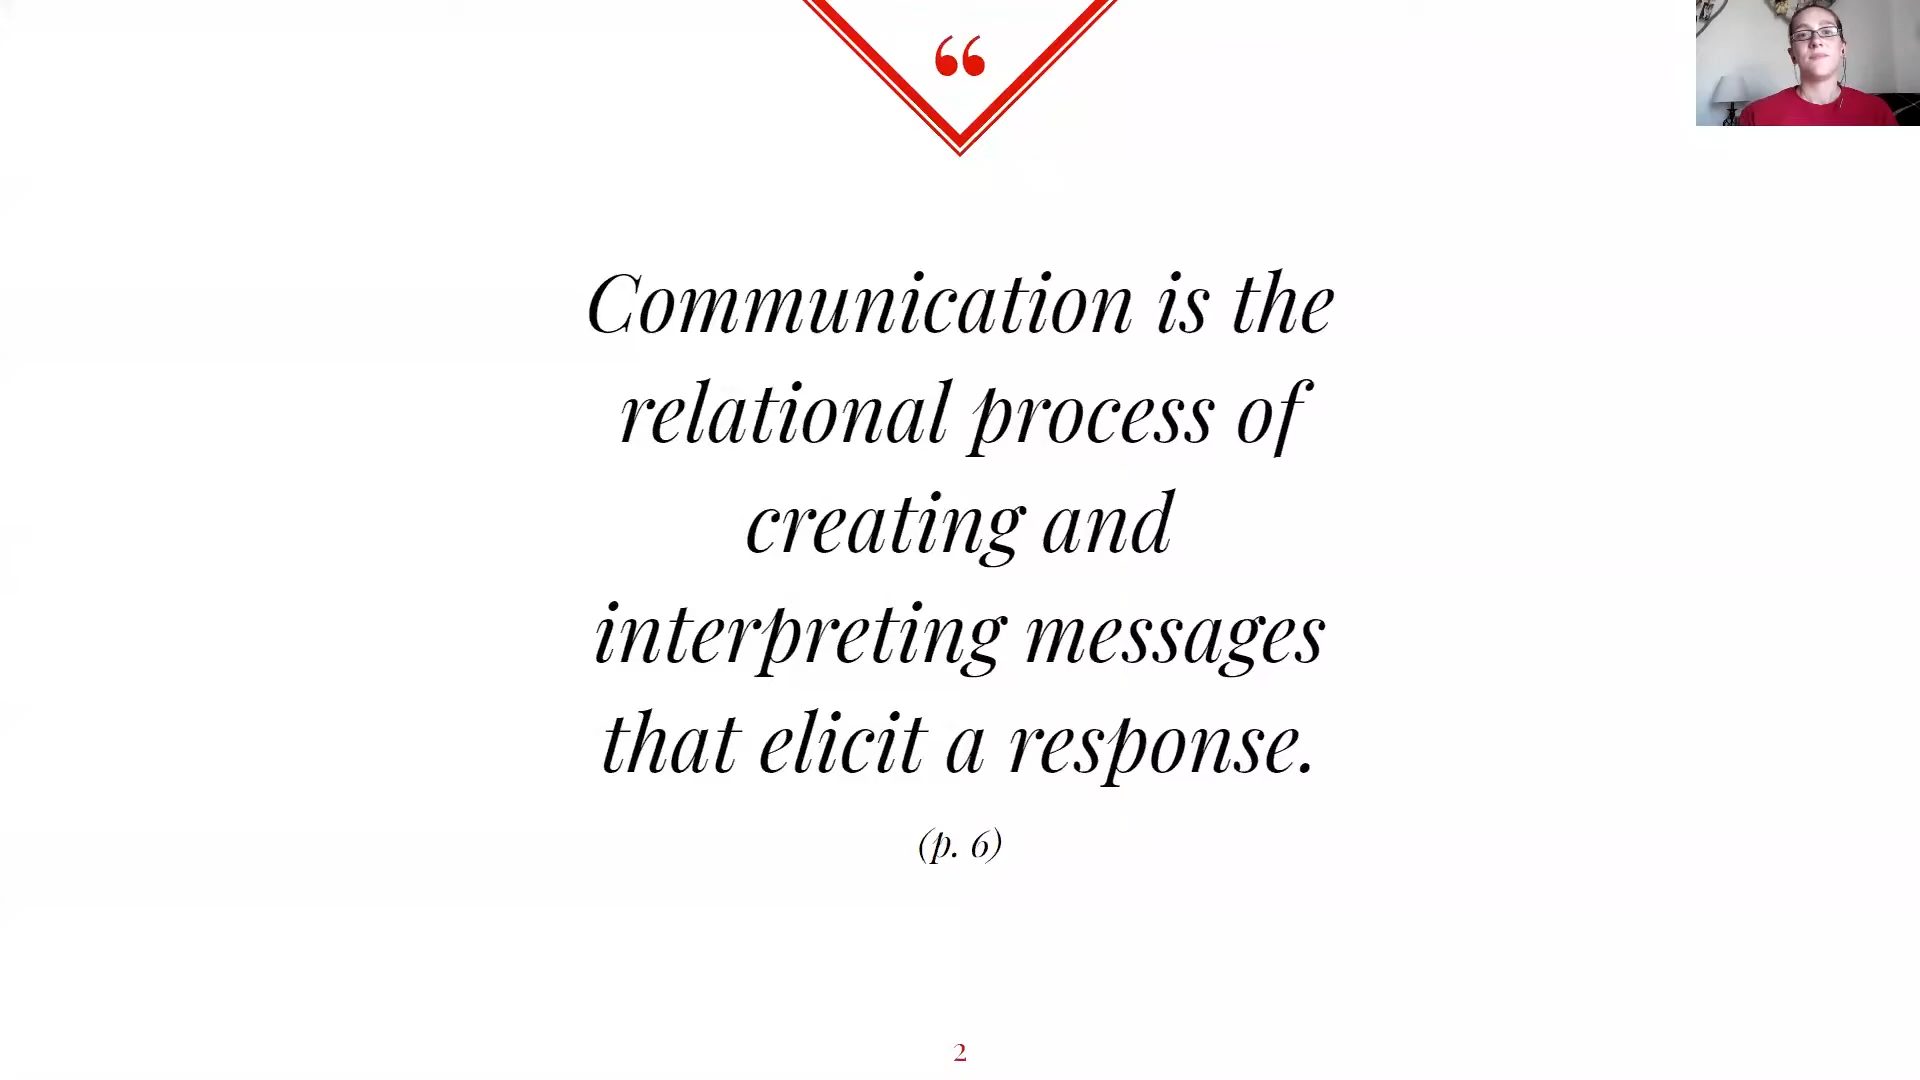 “
Communication is the
relational process of
creating and
interpreting messages
that elicit a response.
(p. 6)
2